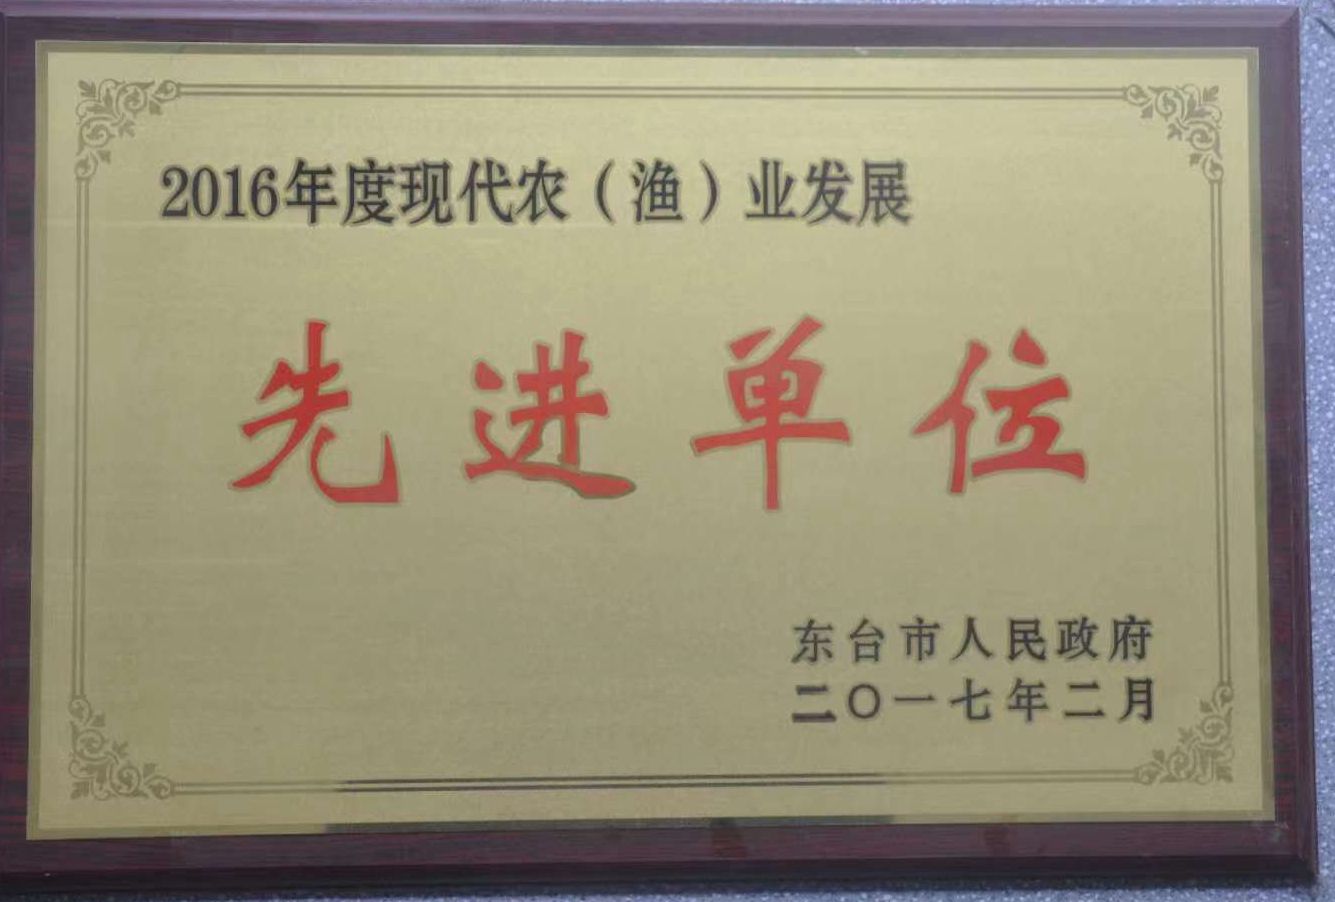 2016年度现代农（渔）业发展
先进单位
东台市人民政府
二〇一七年二月